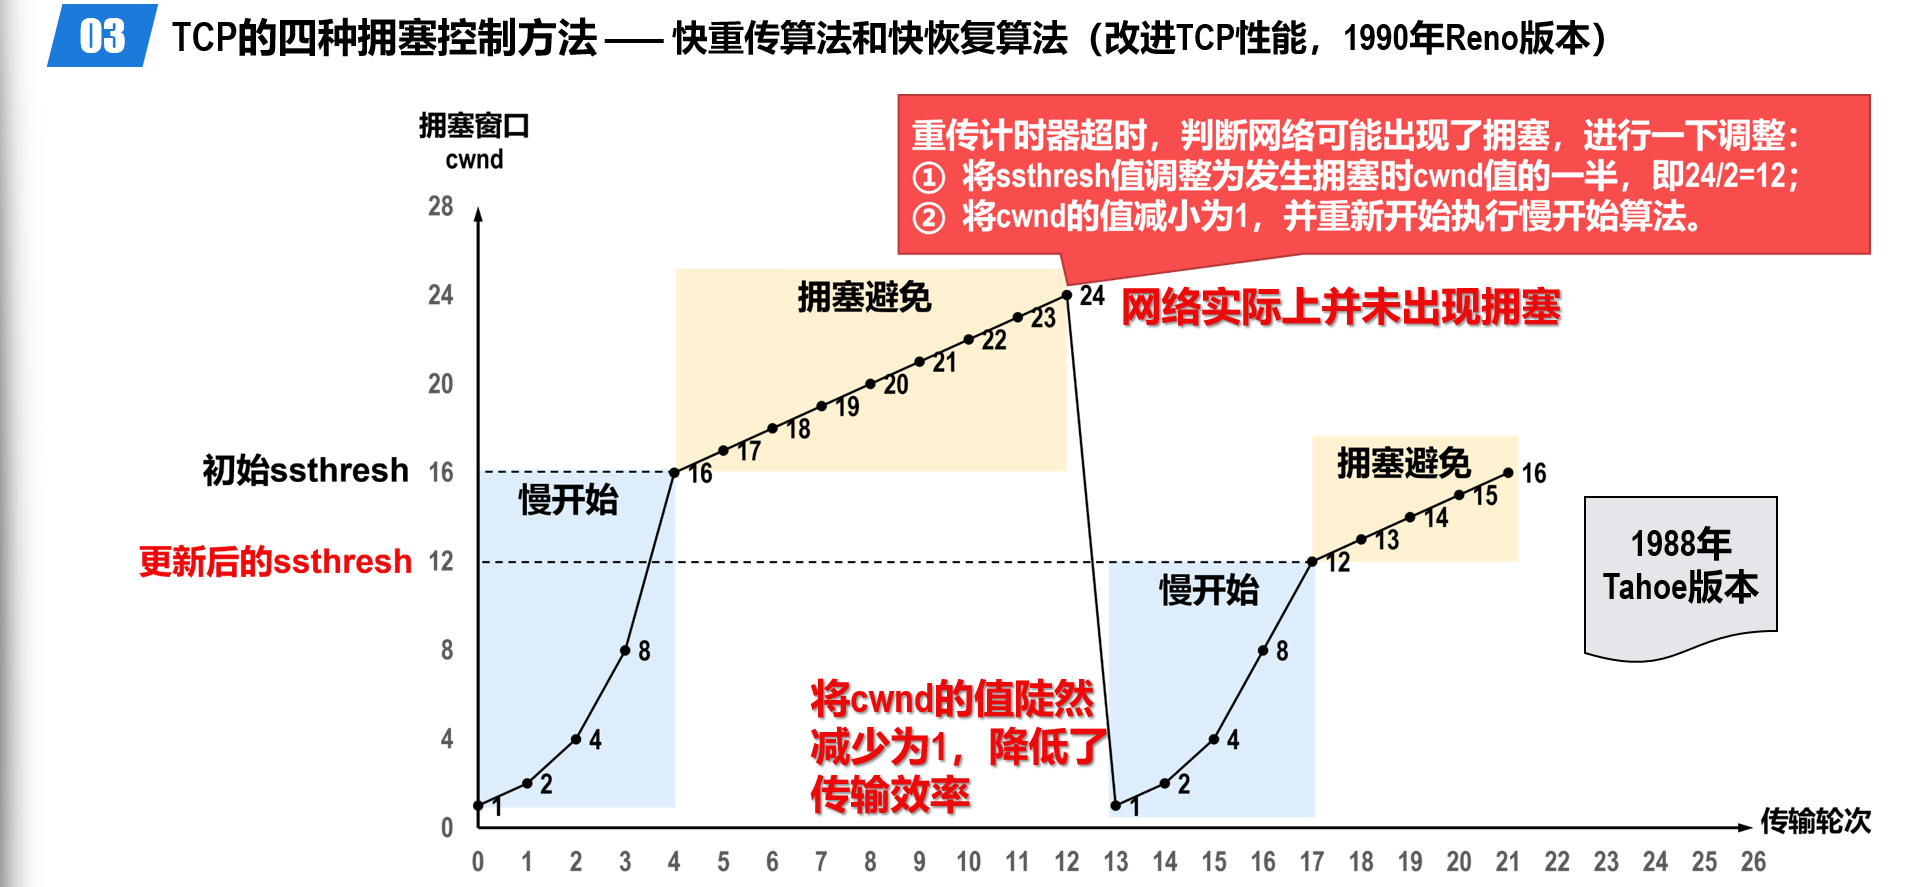 03 TCP的四种拥塞控制方法 —— 快重传算法和快恢复算法（改进TCP性能，1990年Reno版本）
拥塞窗口
cwnd
重传计时器超时，判断网络可能出现了拥塞，进行一下调整：
① 将ssthresh值调整为发生拥塞时cwnd值的一半，即24/2=12；
② 将cwnd的值减小为1，并重新开始执行慢开始算法。
28
24
20
初始ssthresh 16
更新后的ssthresh 12
8
4
0
拥塞避免
24
网络实际上并未出现拥塞
23
22
21
20
19
18
17
16
慢开始
8
4
2
1
将cwnd的值陡然
减少为1，降低了
传输效率
拥塞避免
16
15
14
13
12
慢开始
8
4
2
1
1988年
Tahoe版本
传输轮次
0 1 2 3 4 5 6 7 8 9 10 11 12 13 14 15 16 17 18 19 20 21 22 23 24 25 26